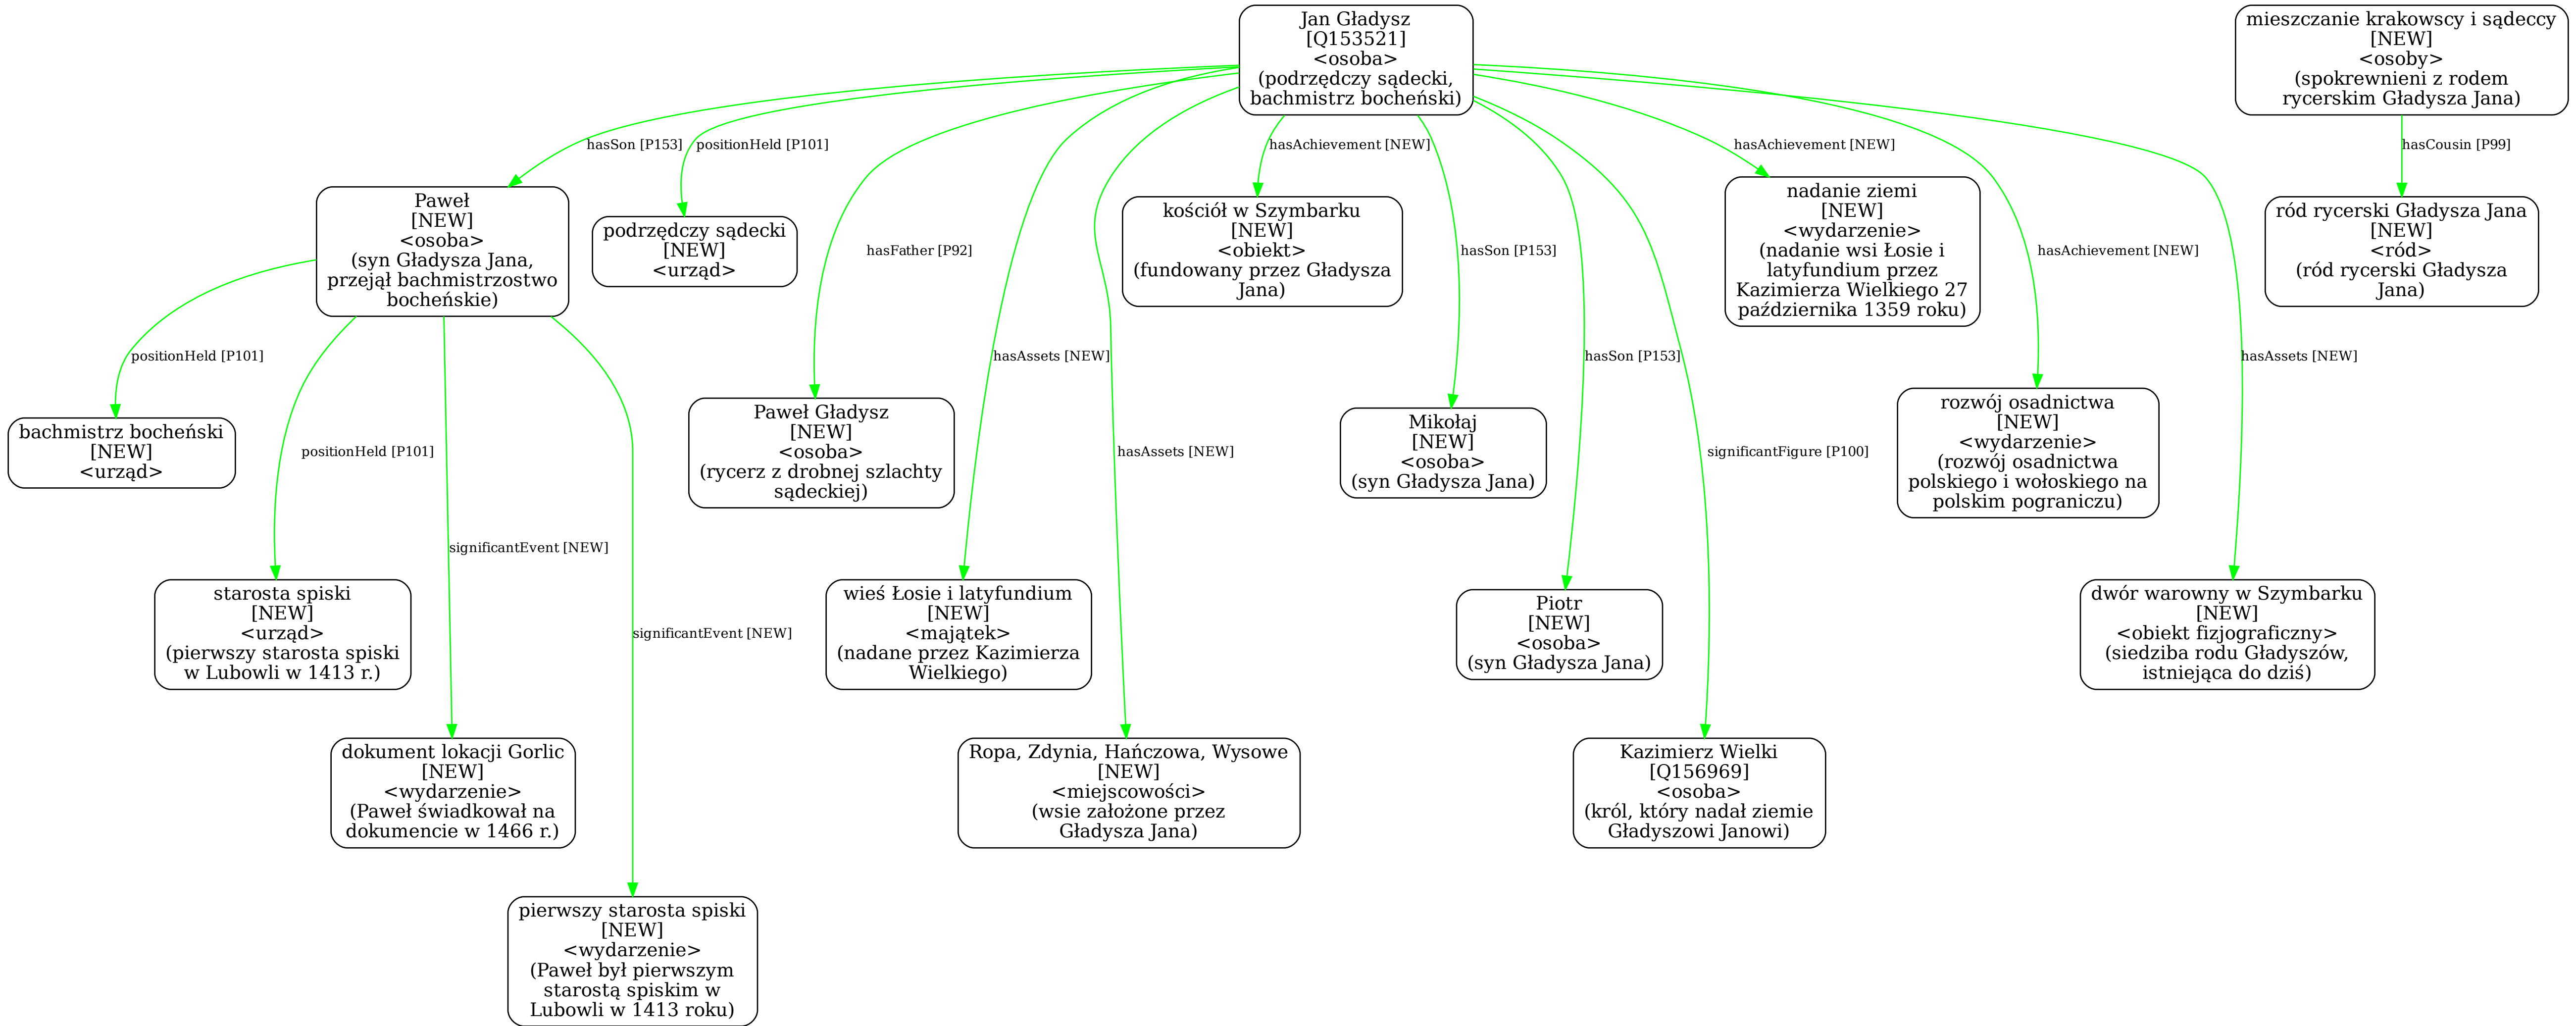 Jan Gładysz
[Q153521]
<osoba>
(podrzędczy sądecki,
bachmistrz bocheński)
mieszczanie krakowscy i sądeccy
[NEW]
<osoby>
(spokrewnieni z rodem
rycerskim Gładysza Jana)
hasSon [P153]
positionHeld [P101]
hasAchievement [NEW]
hasAchievement [NEW]
hasCousin [P99]
Paweł
[NEW]
<osoba>
(syn Gładysza Jana,
przejął bachmistrzostwo
bocheńskie)
podrzędczy sądecki
[NEW]
<urząd>
hasFather [P92]
kościół w Szymbarku
[NEW]
<obiekt>
(fundowany przez Gładysza
Jana)
hasSon [P153]
nadanie ziemi
[NEW]
<wydarzenie>
(nadanie wsi Łosie i
latyfundium przez
Kazimierza Wielkiego 27
października 1359 roku)
hasAchievement [NEW]
ród rycerski Gładysza Jana
[NEW]
<ród>
(ród rycerski Gładysza
Jana)
positionHeld [P101]
hasAssets [NEW]
hasSon [P153]
hasAssets [NEW]
bachmistrz bocheński
[NEW]
<urząd>
positionHeld [P101]
Paweł Gładysz
[NEW]
<osoba>
(rycerz z drobnej szlachty
sądeckiej)
hasAssets [NEW]
Mikołaj
[NEW]
<osoba>
(syn Gładysza Jana)
significantFigure [P100]
rozwój osadnictwa
[NEW]
<wydarzenie>
(rozwój osadnictwa
polskiego i wołoskiego na
polskim pograniczu)
significantEvent [NEW]
starosta spiski
[NEW]
<urząd>
(pierwszy starosta spiski
w Lubowli w 1413 r.)
significantEvent [NEW]
wieś Łosie i latyfundium
[NEW]
<majątek>
(nadane przez Kazimierza
Wielkiego)
Piotr
[NEW]
<osoba>
(syn Gładysza Jana)
dwór warowny w Szymbarku
[NEW]
<obiekt fizjograficzny>
(siedziba rodu Gładyszów,
istniejąca do dziś)
dokument lokacji Gorlic
[NEW]
<wydarzenie>
(Paweł świadkował na
dokumencie w 1466 r.)
Ropa, Zdynia, Hańczowa, Wysowe
[NEW]
<miejscowości>
(wsie założone przez
Gładysza Jana)
Kazimierz Wielki
[Q156969]
<osoba>
(król, który nadał ziemie
Gładyszowi Janowi)
pierwszy starosta spiski
[NEW]
<wydarzenie>
(Paweł był pierwszym
starostą spiskim w
Lubowli w 1413 roku)